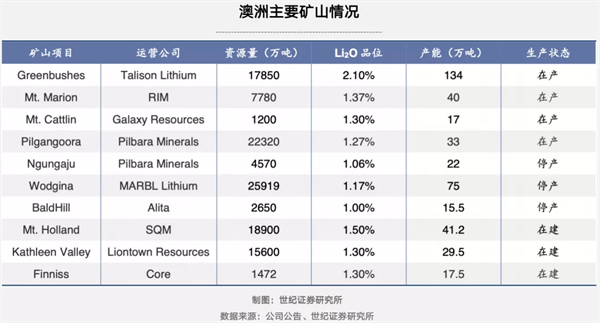 澳洲主要矿山情况
矿山项目 运营公司 资源量（万吨） Li₂O 品位 产能（万吨） 生产状态
Greenbushes Talison Lithium 17850 2.10% 134 在产
Mt. Marion RIM 7780 1.37% 40 在产
Mt. Cattlin Galaxy Resources 1200 1.30% 17 在产
Pilgangoora Pilbara Minerals 22320 1.27% 33 在产
Ngungaju Pilbara Minerals 4570 1.06% 22 停产
Wodgina MARBL Lithium 25919 1.17% 75 停产
BaldHill Alita 2650 1.00% 15.5 停产
Mt. Holland SQM 18900 1.50% 41.2 在建
Kathleen Valley Liontown Resources 15600 1.30% 29.5 在建
Finniss Core 1472 1.30% 17.5 在建
制图：世纪证券研究所
数据来源：公司公告、世纪证券研究所